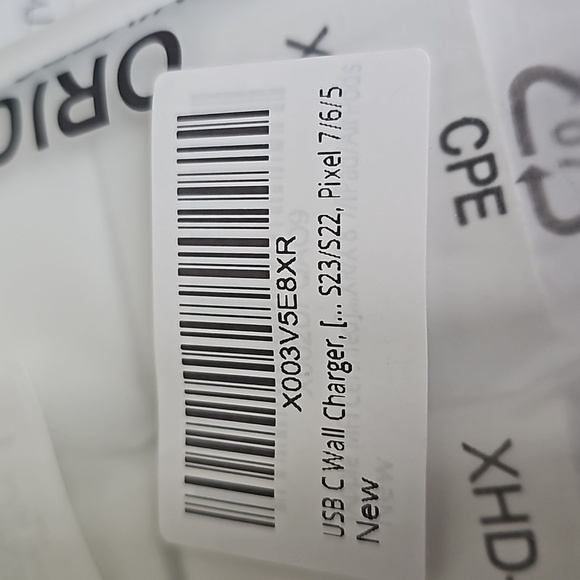 X003V5E8XR
USB C Wall Charger, [... S23/S22, Pixel 7/6/5
New
ORIG
CPE
XHD